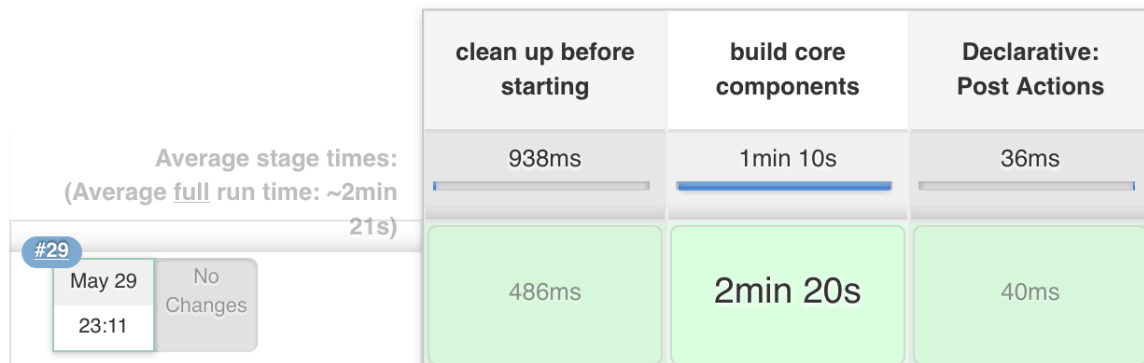 clean up before
starting
build core
components
Declarative:
Post Actions
Average stage times:
(Average full run time: ~2min
21s)
938ms
1min 10s
36ms
#29
May 29
23:11
No
Changes
486ms
2min 20s
40ms